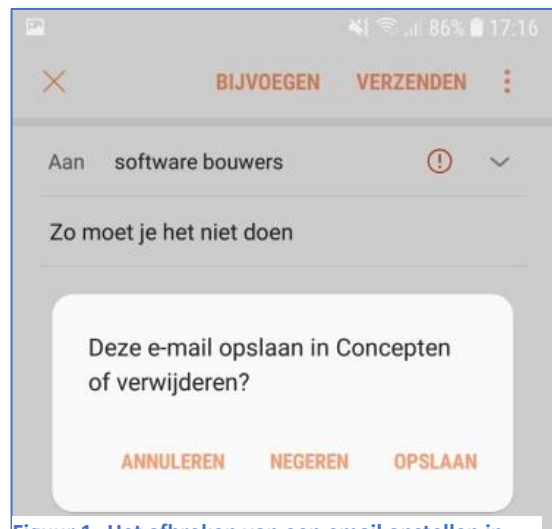 86% 17:16
BIJVOEGEN VERZENDEN
Aan software bouwers
Zo moet je het niet doen
Deze e-mail opslaan in Concepten
of verwijderen?
ANNULEREN NEGEREN OPSLAAN
Figuur 1 Het afbreken van een email opstellen in